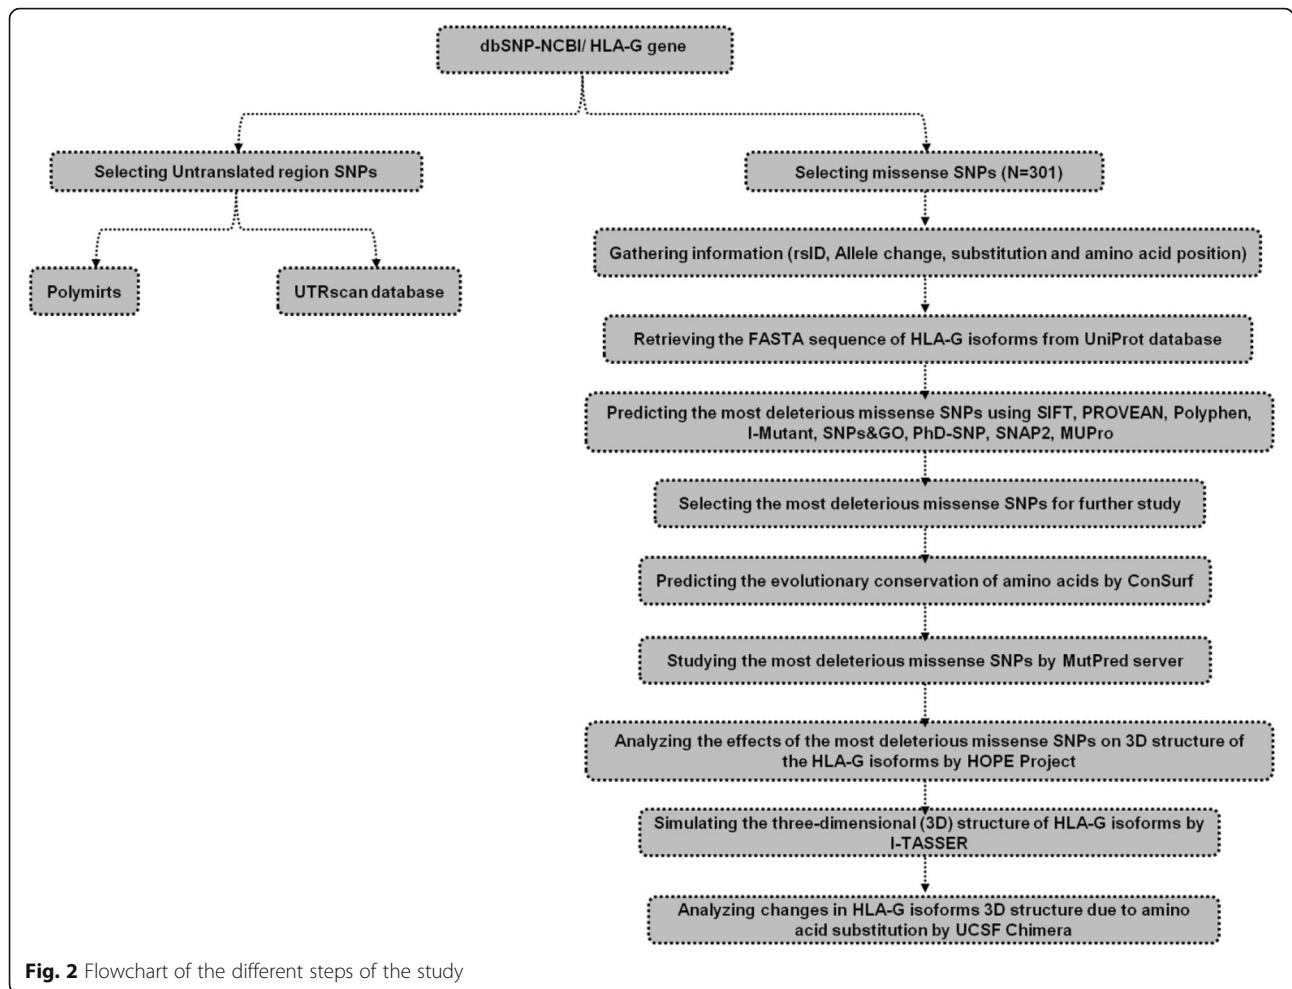 dbSNP-NCBI/ HLA-G gene
Selecting Untranslated region SNPs
Polymirts
UTRscan database
Selecting missense SNPs (N=301)
Gathering information (rsID, Allele change, substitution and amino acid position)
Retrieving the FASTA sequence of HLA-G isoforms from UniProt database
Predicting the most deleterious missense SNPs using SIFT, PROVEAN, Polyphen,
I-Mutant, SNPs&GO, PhD-SNP, SNAP2, MUPro
Selecting the most deleterious missense SNPs for further study
Predicting the evolutionary conservation of amino acids by ConSurf
Studying the most deleterious missense SNPs by MutPred server
Analyzing the effects of the most deleterious missense SNPs on 3D structure of
the HLA-G isoforms by HOPE Project
Simulating the three-dimensional (3D) structure of HLA-G isoforms by
I-TASSER
Analyzing changes in HLA-G isoforms 3D structure due to amino
acid substitution by UCSF Chimera
Fig. 2 Flowchart of the different steps of the study